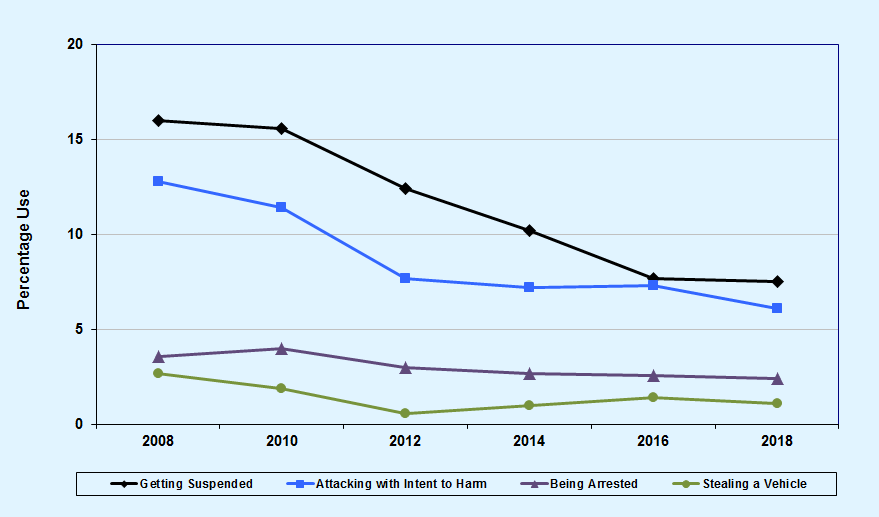 20
15
10
5
0
Percentage Use
2008 2010 2012 2014 2016 2018
Getting Suspended Attacking with Intent to Harm Being Arrested Stealing a Vehicle